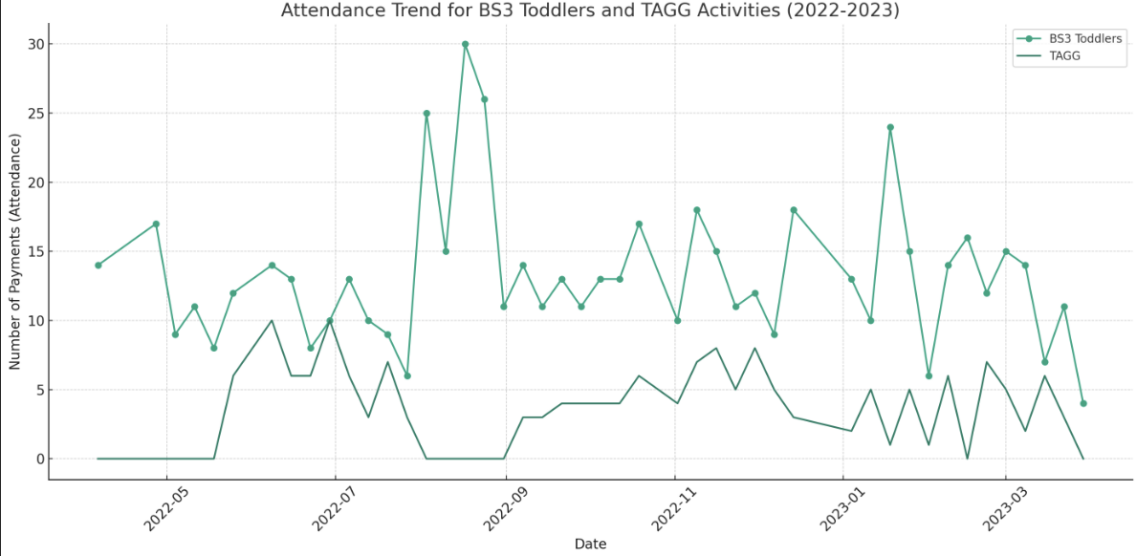 Attendance Trend for BS3 Toddlers and TAGG Activities (2022-2023)
BS3 Toddlers
TAGG
Number of Payments (Attendance)
30
25
20
15
10
5
0
2022-05
2022-07
2022-09
2022-11
2023-01
2023-03
Date